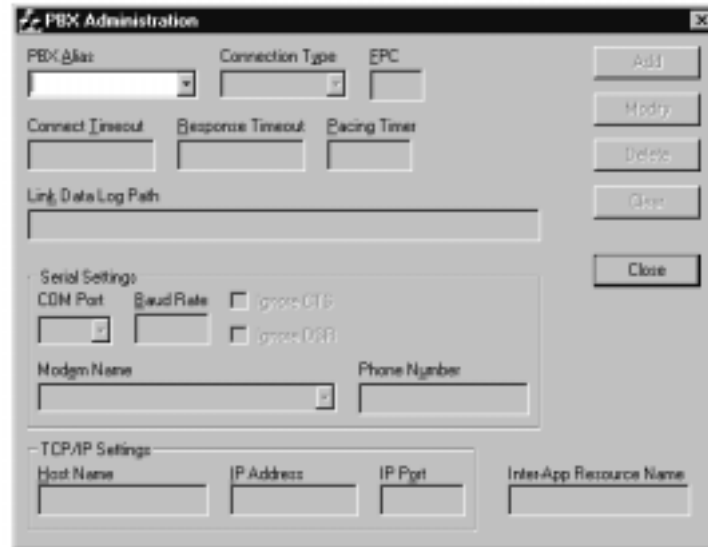 PBX Administration
PBX Alias
Connection Type
EPC
Add
Modify
Connect Timeout
Response Timeout
Pacing Timer
Delete
Link Data Log Path
Clear
Close
Serial Settings
COM Port
Baud Rate
Ignore CTS
Ignore DSR
Modem Name
Phone Number
TCP/IP Settings
Host Name
IP Address
IP Port
Inter-App Resource Name